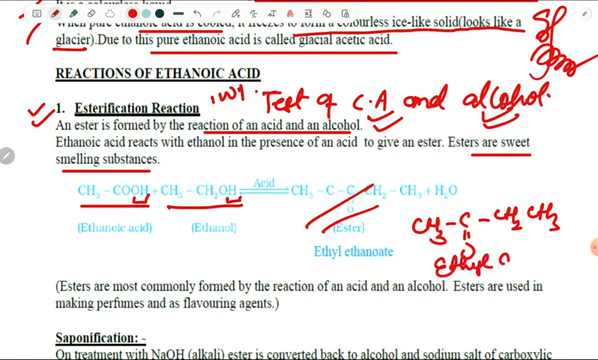 It is a colourless liquid
When pure ethanoic acid is cooled, it freezes to form a colourless ice-like solid(looks like a
glacier).Due to this pure ethanoic acid is called glacial acetic acid.
REACTIONS OF ETHANOIC ACID
Test of C.A and alcohol.
1. Esterification Reaction
An ester is formed by the reaction of an acid and an alcohol.
Ethanoic acid reacts with ethanol in the presence of an acid to give an ester. Esters are sweet
smelling substances.
Acid
CH₃ – COOH + CH₃ – CH₂OH ⇌ CH₃ – C – CH₂ – CH₃ + H₂O
O
(Ethanoic acid) (Ethanol) (Ester)
Ethyl ethanoate
CH₃ – C – CH₂ CH₃
O
Ethyl
(Esters are most commonly formed by the reaction of an acid and an alcohol. Esters are used in
making perfumes and as flavouring agents.)
Saponification: -
On treatment with NaOH (alkali) ester is converted back to alcohol and sodium salt of carboxylic